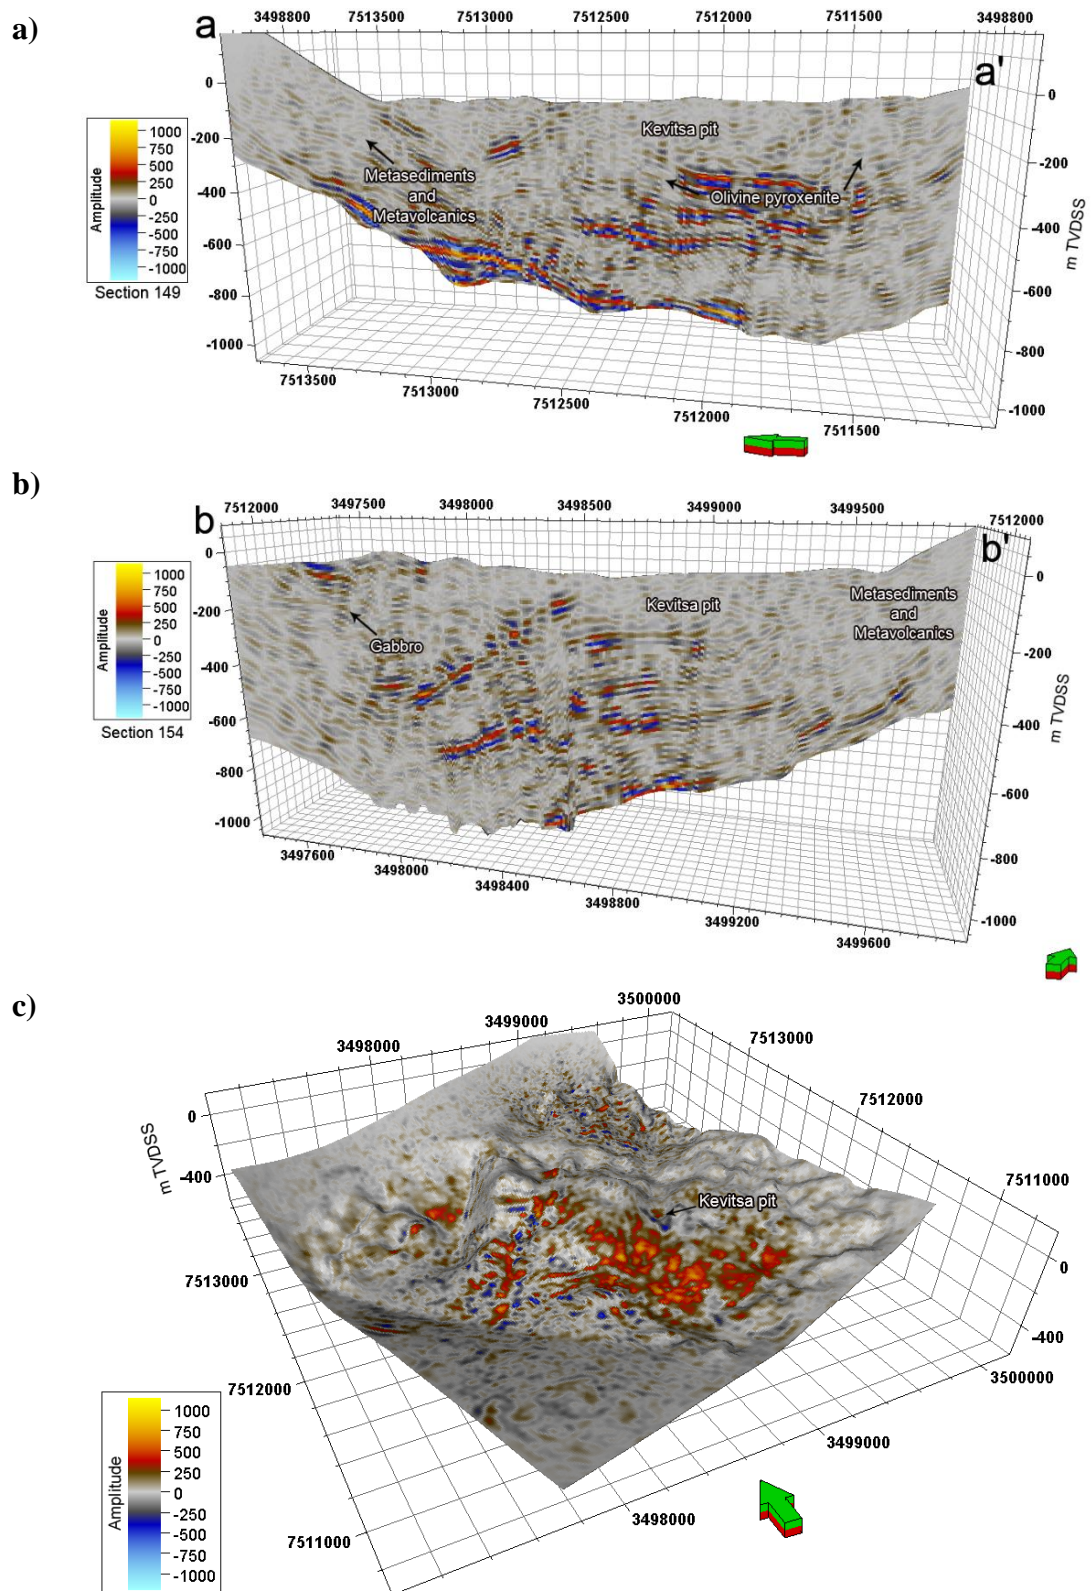 a)
3498800 7513500 7513000 7512500 7512000 7511500 3498800
a
a'
0
-200
-400
-600
-800
-1000
0
-200
-400
-600
-800
-1000
m TVDSS
Kevitsa pit
Metasediments
and
Metavolcanics
Olivine pyroxenite
Amplitude
1000
750
500
250
0
-250
-500
-750
-1000
Section 149
7513500 7513000 7512500 7512000 7511500
b)
7512000 3497500 3498000 3498500 3499000 3499500 7512000
b
b'
0
-200
-400
-600
-800
-1000
0
-200
-400
-600
-800
-1000
m TVDSS
Kevitsa pit
Metasediments
and
Metavolcanics
Gabbro
Amplitude
1000
750
500
250
0
-250
-500
-750
-1000
Section 154
3497600 3498000 3498400 3498800 3499200 3499600
c)
3498000 3499000 3500000
7513000
7512000
7511000
0
-400
m TVDSS
Kevitsa pit
0
-400
7513000
7512000
7511000
3500000
3499000
3498000
Amplitude
1000
750
500
250
0
-250
-500
-750
-1000